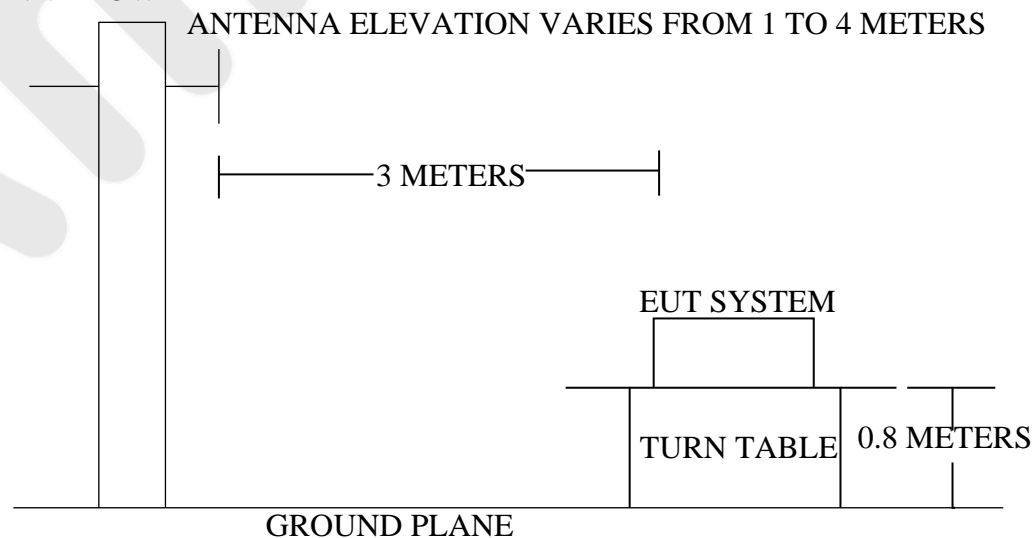 ANTENNA ELEVATION VARIES FROM 1 TO 4 METERS
3 METERS
EUT SYSTEM
TURN TABLE
0.8 METERS
GROUND PLANE